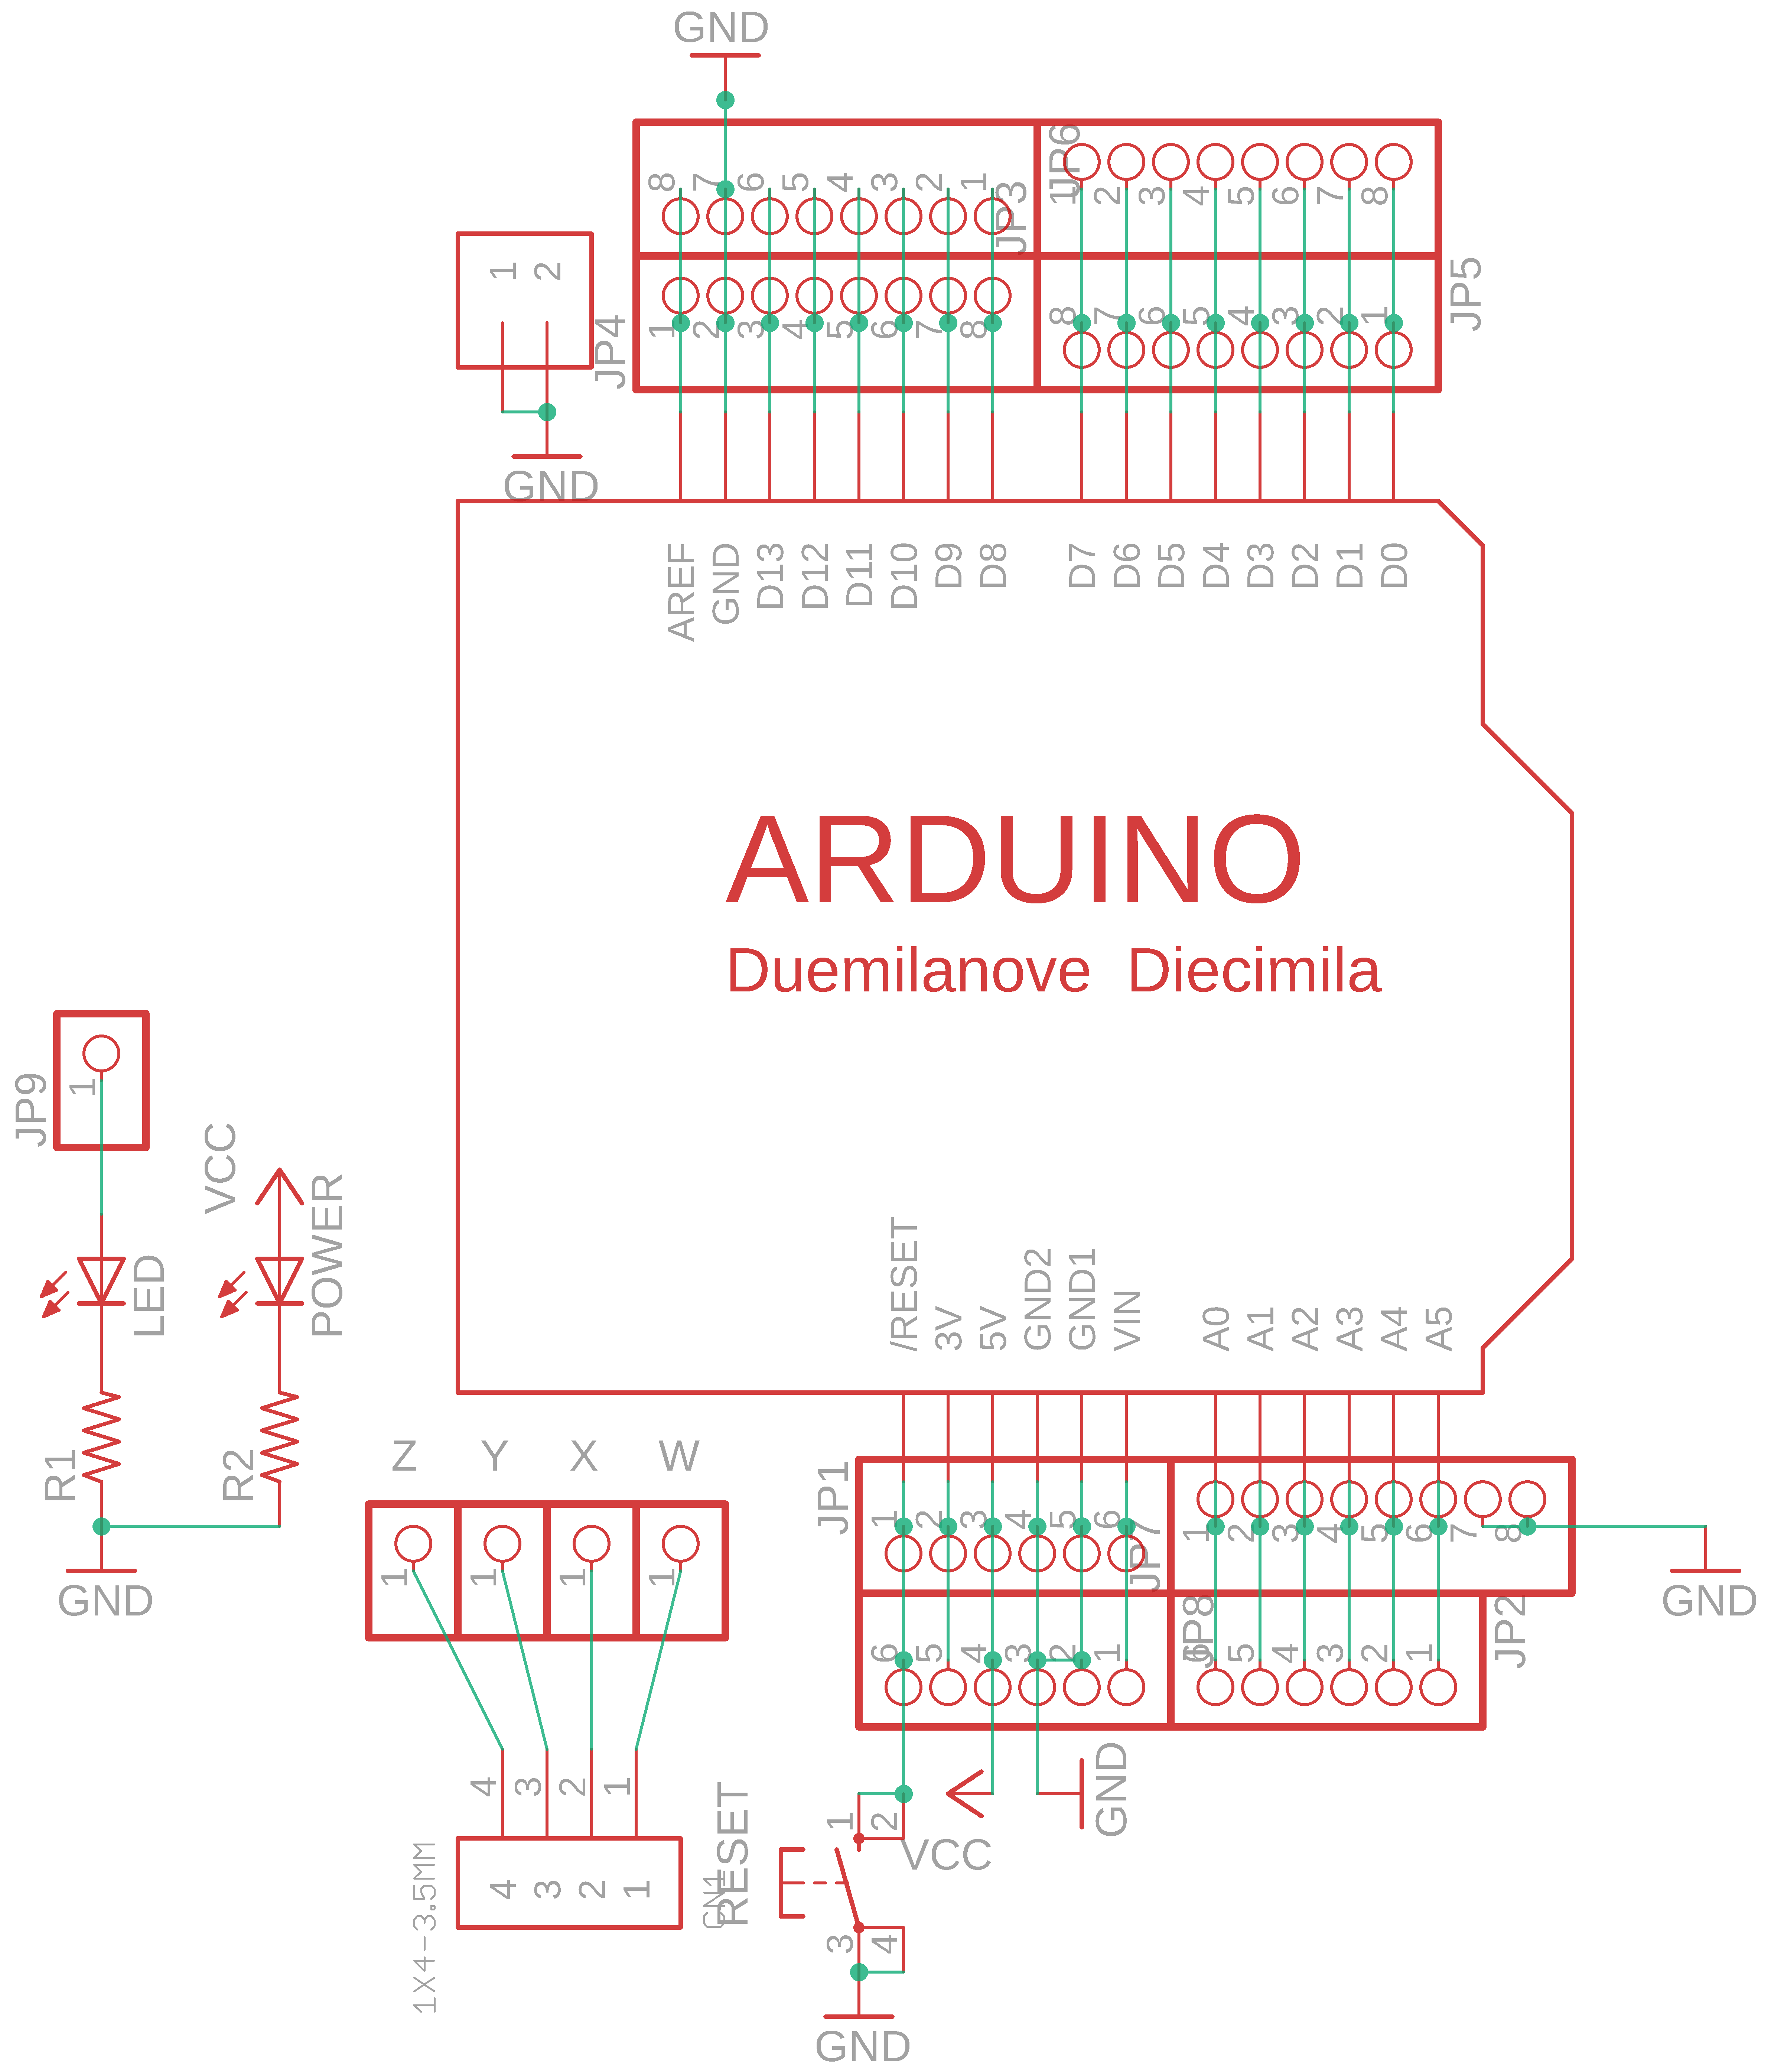 GND
8 7 6 5 4 3 2 1
JP3
JP6
1 2 3 4 5 6 7 8
1 2
JP4
1 2 3 4 5 6 7 8
8 7 6 5 4 3 2 1
JP5
GND
AREF GND D13 D12 D11 D10 D9 D8 D7 D6 D5 D4 D3 D2 D1 D0
ARDUINO
Duemilanove Diecimila
JP9
1
VCC
LED
POWER
R1
R2
GND
/RESET 3V 5V GND2 GND1 VIN A0 A1 A2 A3 A4 A5
Z Y X W
1 1 1 1
JP1
1 2 3 4 5 6
JP7
1 2 3 4 5 6 7 8
GND
6 5 4 3 2 1
JP8
6 5 4 3 2 1
JP2
4 3 2 1
4 3 2 1
1X4-3.5MM
CN1
RESET
1 2
VCC
GND
3 4
GND